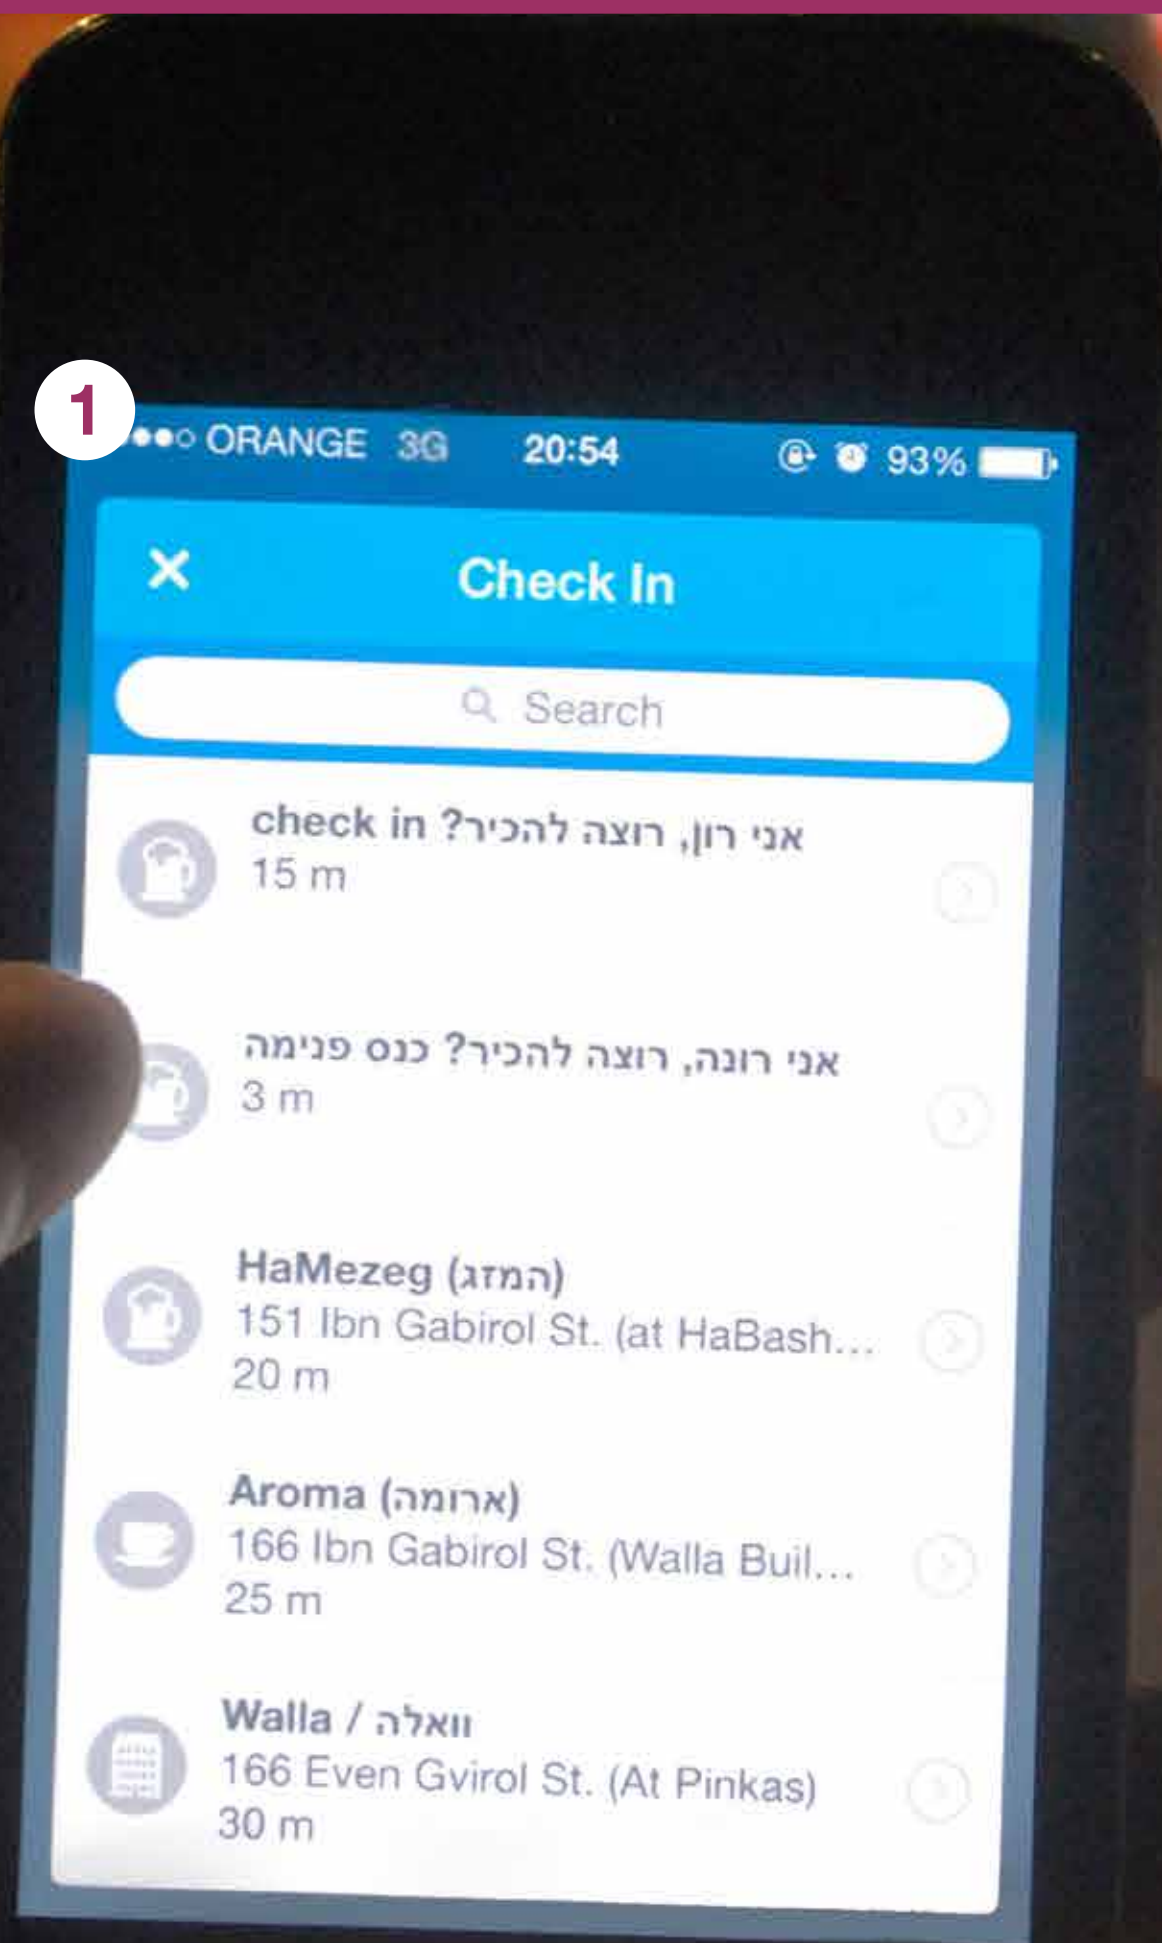 1
ORANGE 3G 20:54 93%
Check In
Search
אני רון, רוצה להכיר? check in
15 m
אני רונה, רוצה להכיר? כנס פנימה
3 m
HaMezeg (המזג)
151 Ibn Gabirol St. (at HaBash...
20 m
Aroma (ארומה)
166 Ibn Gabirol St. (Walla Buil...
25 m
Walla / וואלה
166 Even Gvirol St. (At Pinkas)
30 m